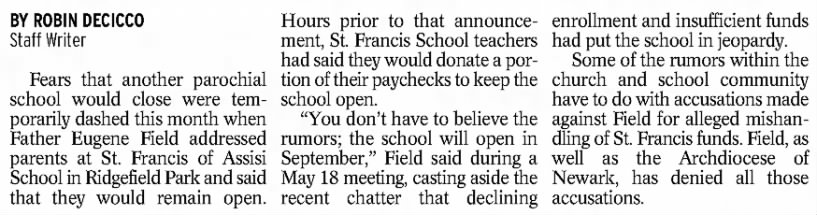 BY ROBIN DECICCO
Staff Writer
Fears that another parochial
school would close were tem-
porarily dashed this month when
Father Eugene Field addressed
parents at St. Francis of Assisi
School in Ridgefield Park and said
that they would remain open.
Hours prior to that announce-
ment, St. Francis School teachers
had said they would donate a por-
tion of their paychecks to keep the
school open.
“You don’t have to believe the
rumors; the school will open in
September,” Field said during a
May 18 meeting, casting aside the
recent chatter that declining
enrollment and insufficient funds
had put the school in jeopardy.
Some of the rumors within the
church and school community
have to do with accusations made
against Field for alleged mishan-
dling of St. Francis funds. Field, as
well as the Archdiocese of
Newark, has denied all those
accusations.